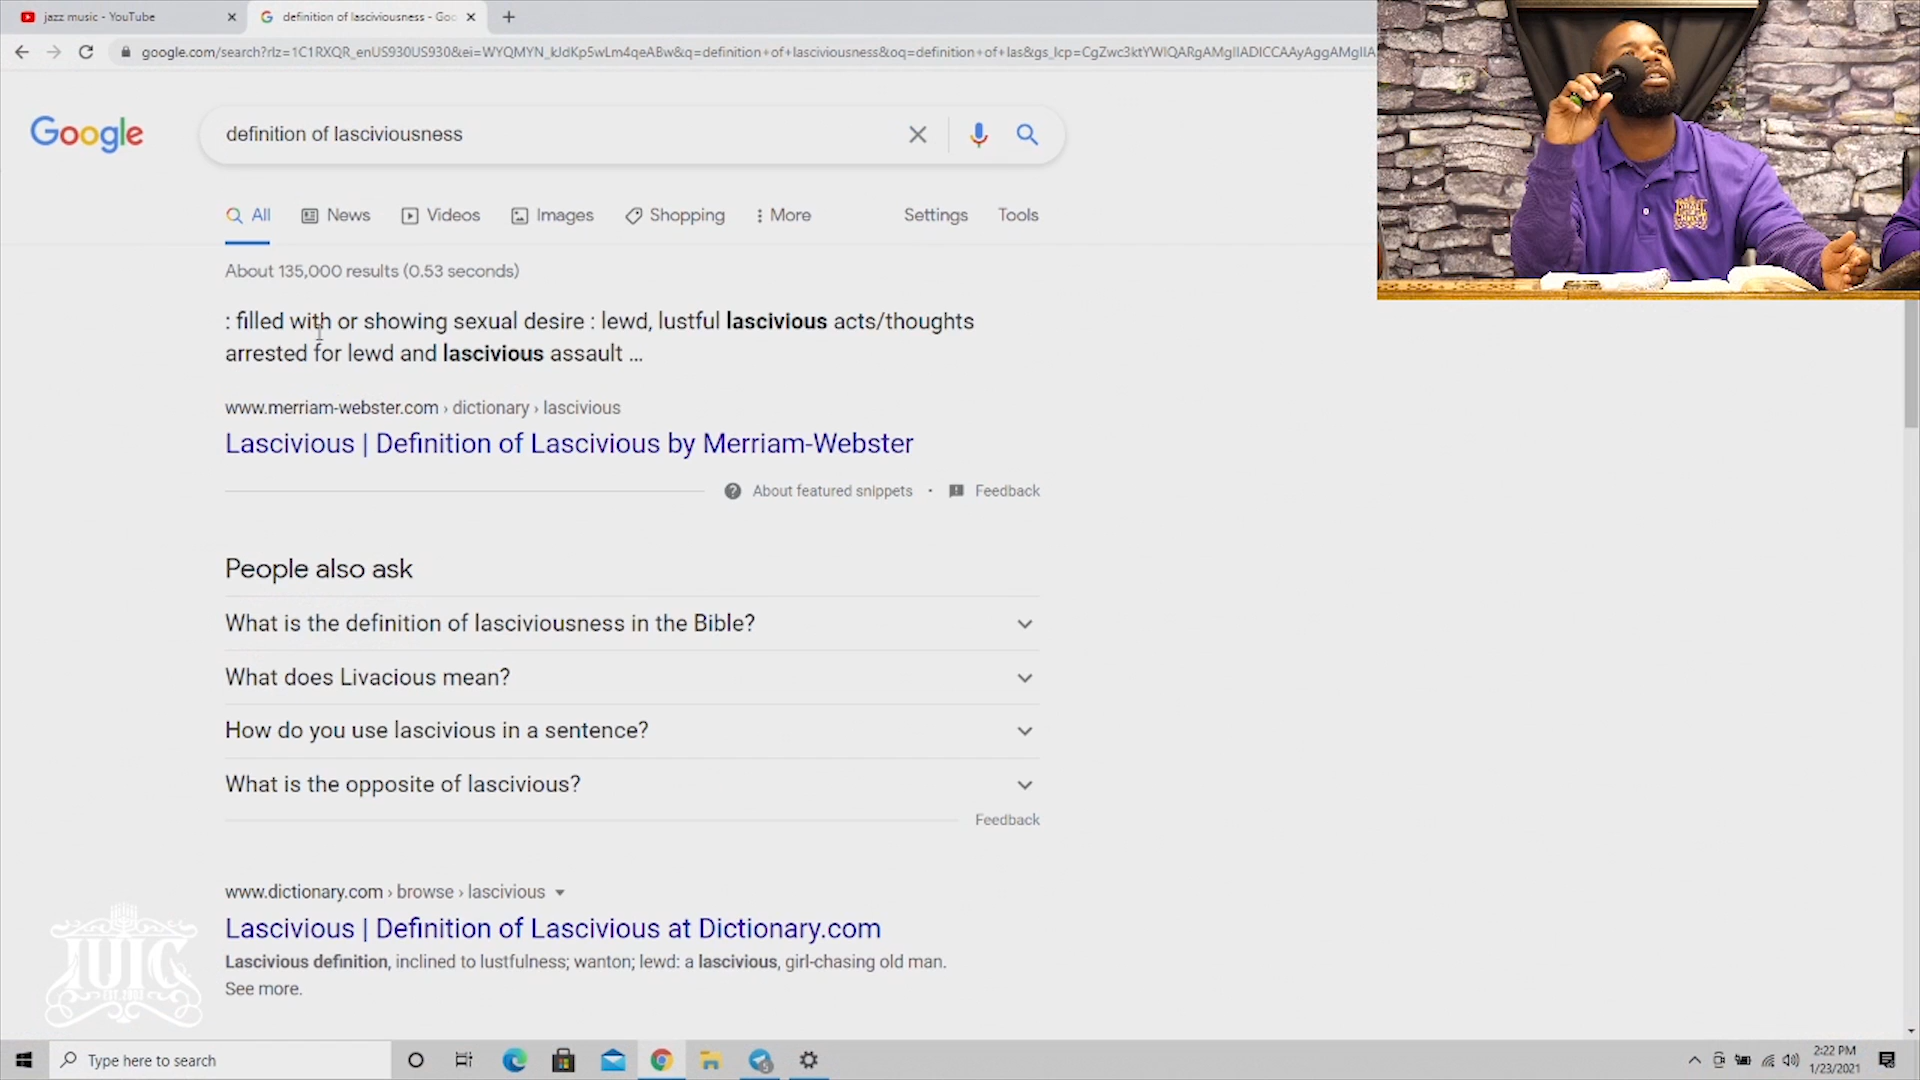 jazz music - YouTube
definition of lasciviousness - Goo
google.com/search?rlz=1C1RXQR_enUS930US930&ei=WYQMYN_kJdKp5wLm4qeABw&q=definition+of+lasciviousness&oq=definition+of+las&gs_lcp=CgZwc3ktYWIQARgAMgIIADICCAAyAggAMgIIA
Google
definition of lasciviousness
All News Videos Images Shopping More Settings Tools
About 135,000 results (0.53 seconds)
: filled with or showing sexual desire : lewd, lustful lascivious acts/thoughts
arrested for lewd and lascivious assault ...
www.merriam-webster.com › dictionary › lascivious
Lascivious | Definition of Lascivious by Merriam-Webster
About featured snippets · Feedback
People also ask
What is the definition of lasciviousness in the Bible?
What does Livacious mean?
How do you use lascivious in a sentence?
What is the opposite of lascivious?
Feedback
www.dictionary.com › browse › lascivious
Lascivious | Definition of Lascivious at Dictionary.com
Lascivious definition, inclined to lustfulness; wanton; lewd: a lascivious, girl-chasing old man.
See more.
IUIC
EST. 2003
Type here to search
2:22 PM
1/23/2021